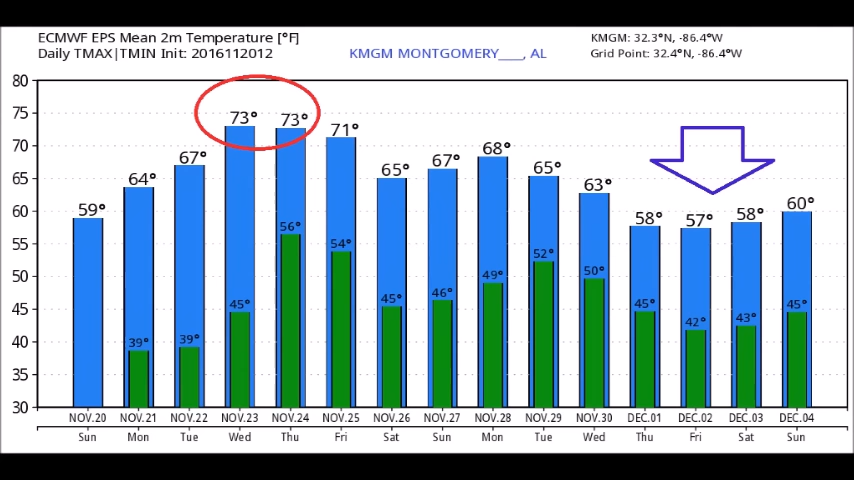 ECMWF EPS Mean 2m Temperature [°F]
Daily TMAX|TMIN Init: 2016112012
KMGM MONTGOMERY____, AL
KMGM: 32.3°N, -86.4°W
Grid Point: 32.4°N, -86.4°W
80
75
70
65
60
55
50
45
40
35
30
59° 64° 67° 73° 73° 71° 65° 67° 68° 65° 63° 58° 57° 58° 60°
39° 39° 45° 56° 54° 45° 46° 49° 52° 50° 45° 42° 43° 45°
NOV.20 NOV.21 NOV.22 NOV.23 NOV.24 NOV.25 NOV.26 NOV.27 NOV.28 NOV.29 NOV.30 DEC.01 DEC.02 DEC.03 DEC.04
Sun Mon Tue Wed Thu Fri Sat Sun Mon Tue Wed Thu Fri Sat Sun